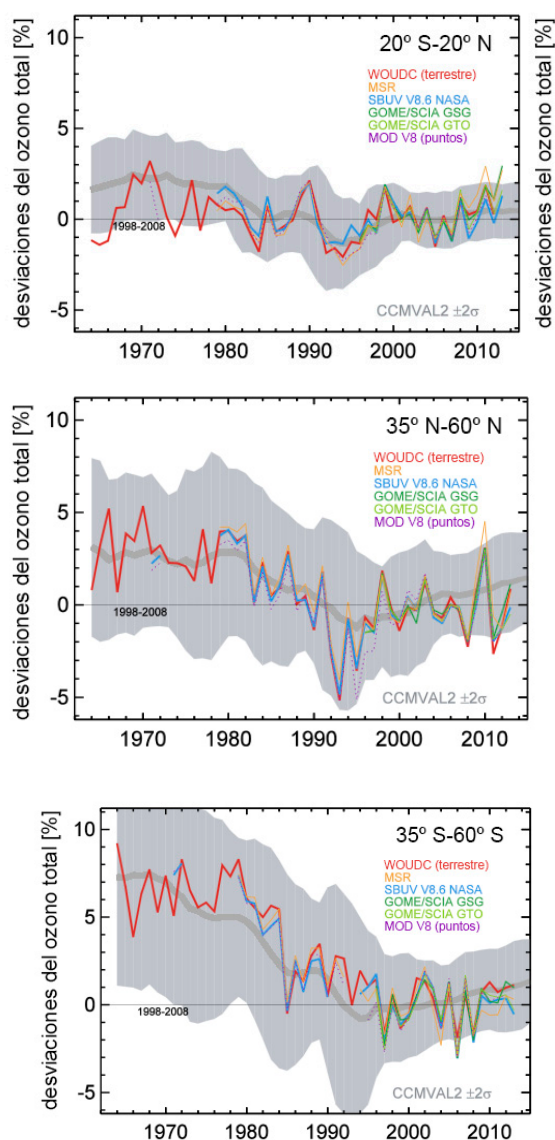 desviaciones del ozono total [%]
10
5
0
-5
20º S-20º N
WOUDC (terrestre)
MSR
SBUV V8.6 NASA
GOME/SCIA GSG
GOME/SCIA GTO
MOD V8 (puntos)
1998-2008
CCMVAL2 ±2σ
1970 1980 1990 2000 2010
desviaciones del ozono total [%]
desviaciones del ozono total [%]
10
5
0
-5
35º N-60º N
WOUDC (terrestre)
MSR
SBUV V8.6 NASA
GOME/SCIA GSG
GOME/SCIA GTO
MOD V8 (puntos)
1998-2008
CCMVAL2 ±2σ
1970 1980 1990 2000 2010
desviaciones del ozono total [%]
10
5
0
-5
35º S-60º S
WOUDC (terrestre)
MSR
SBUV V8.6 NASA
GOME/SCIA GSG
GOME/SCIA GTO
MOD V8 (puntos)
1998-2008
CCMVAL2 ±2σ
1970 1980 1990 2000 2010